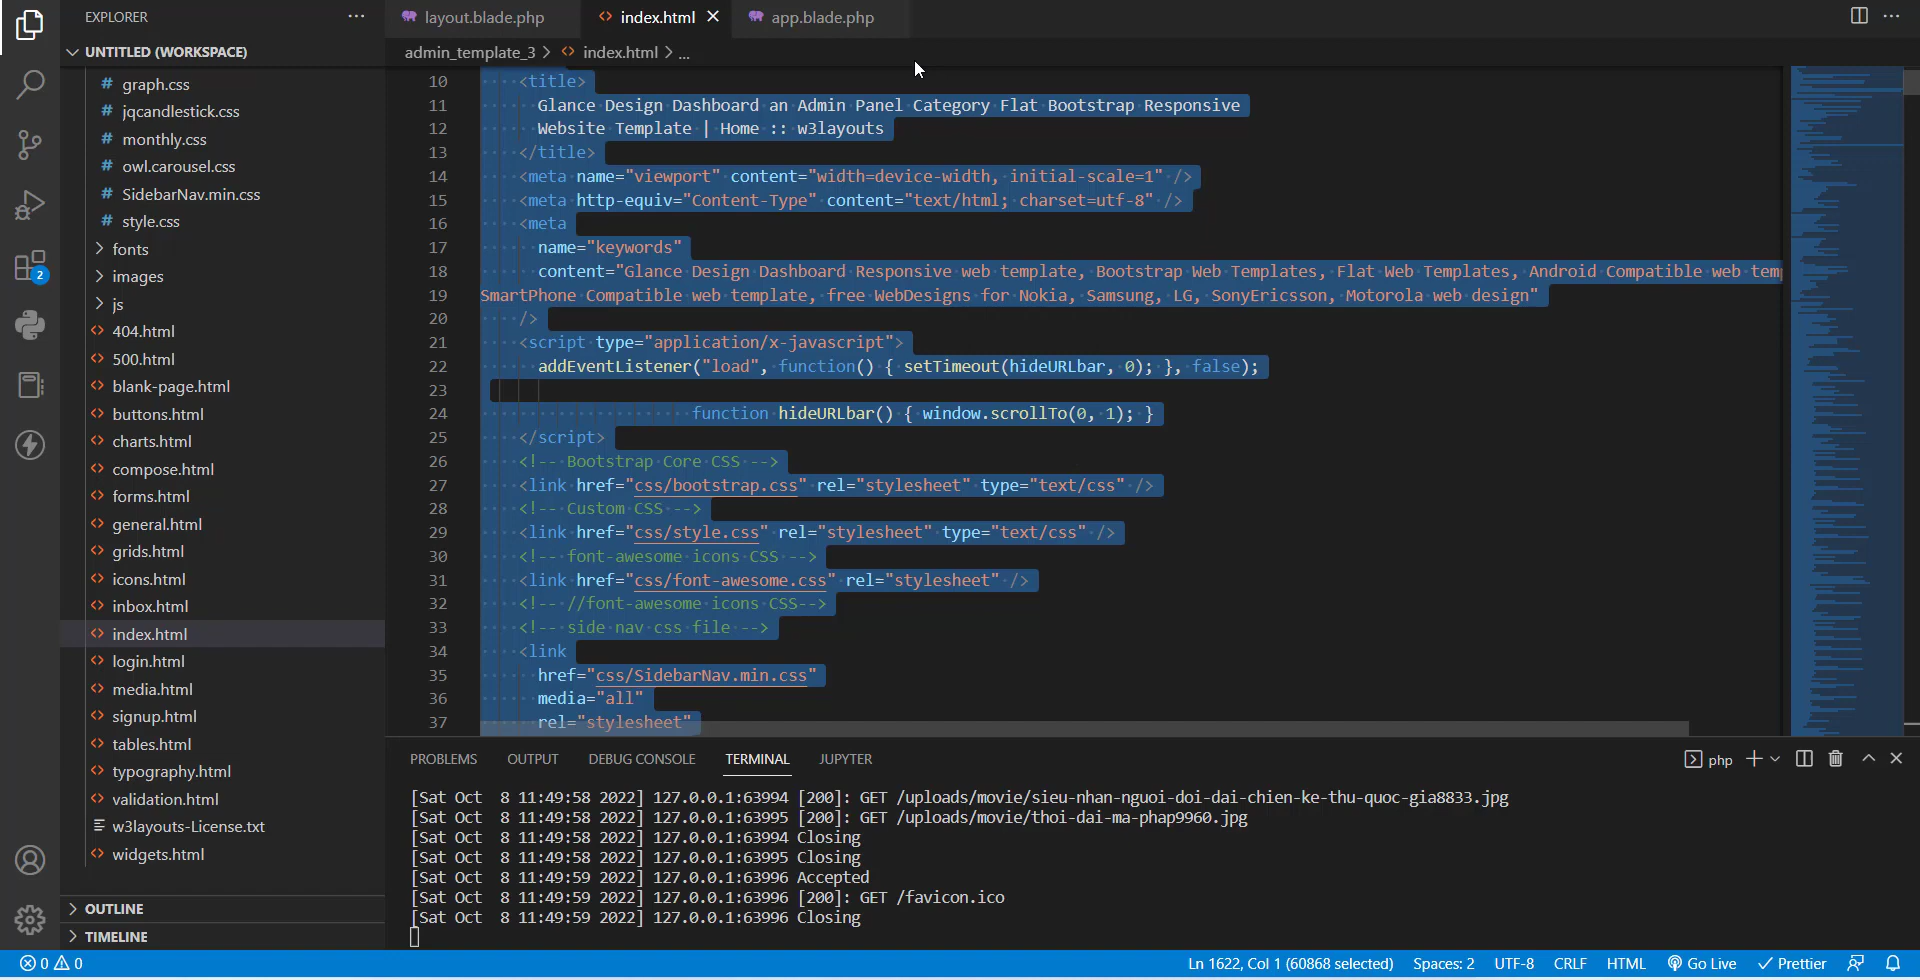 EXPLORER
UNTITLED (WORKSPACE)
# graph.css
# jqcandlestick.css
# monthly.css
# owl.carousel.css
# SidebarNav.min.css
# style.css
fonts
images
js
404.html
500.html
blank-page.html
buttons.html
charts.html
compose.html
forms.html
general.html
grids.html
icons.html
inbox.html
index.html
login.html
media.html
signup.html
tables.html
typography.html
validation.html
w3layouts-License.txt
widgets.html
OUTLINE
TIMELINE
2
layout.blade.php
index.html
app.blade.php
admin_template_3 > index.html > ...
10 <title>
11 Glance Design Dashboard an Admin Panel Category Flat Bootstrap Responsive
12 Website Template | Home :: w3layouts
13 </title>
14 <meta name="viewport" content="width=device-width, initial-scale=1" />
15 <meta http-equiv="Content-Type" content="text/html; charset=utf-8" />
16 <meta
17 name="keywords"
18 content="Glance Design Dashboard Responsive web template, Bootstrap Web Templates, Flat Web Templates, Android Compatible web temp
19 SmartPhone Compatible web template, free WebDesigns for Nokia, Samsung, LG, SonyEricsson, Motorola web design"
20 />
21 <script type="application/x-javascript">
22 addEventListener("load", function() { setTimeout(hideURLbar, 0); }, false);
23
24 function hideURLbar() { window.scrollTo(0, 1); }
25 </script>
26 <!-- Bootstrap Core CSS -->
27 <link href="css/bootstrap.css" rel="stylesheet" type="text/css" />
28 <!-- Custom CSS -->
29 <link href="css/style.css" rel="stylesheet" type="text/css" />
30 <!-- font-awesome icons CSS -->
31 <link href="css/font-awesome.css" rel="stylesheet" />
32 <!-- //font-awesome icons CSS-->
33 <!-- side nav css file -->
34 <link
35 href="css/SidebarNav.min.css"
36 media="all"
37 rel="stylesheet"
PROBLEMS OUTPUT DEBUG CONSOLE TERMINAL JUPYTER
php
[Sat Oct  8 11:49:58 2022] 127.0.0.1:63994 [200]: GET /uploads/movie/sieu-nhan-nguoi-doi-dai-chien-ke-thu-quoc-gia8833.jpg
[Sat Oct  8 11:49:58 2022] 127.0.0.1:63995 [200]: GET /uploads/movie/thoi-dai-ma-phap9960.jpg
[Sat Oct  8 11:49:58 2022] 127.0.0.1:63994 Closing
[Sat Oct  8 11:49:58 2022] 127.0.0.1:63995 Closing
[Sat Oct  8 11:49:59 2022] 127.0.0.1:63996 Accepted
[Sat Oct  8 11:49:59 2022] 127.0.0.1:63996 [200]: GET /favicon.ico
[Sat Oct  8 11:49:59 2022] 127.0.0.1:63996 Closing
0 0 Ln 1622, Col 1 (60868 selected) Spaces: 2 UTF-8 CRLF HTML Go Live Prettier